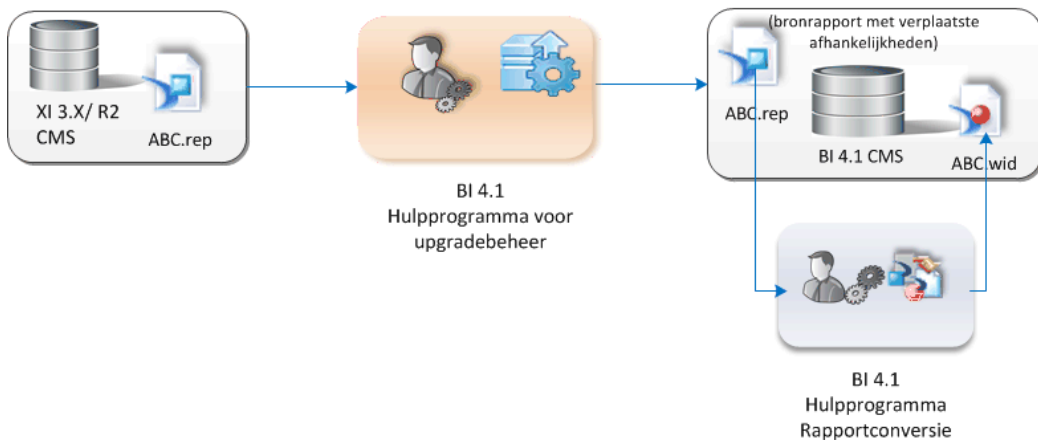 XI 3.X/ R2
CMS
ABC.rep
BI 4.1
Hulpprogramma voor
upgradebeheer
(bronrapport met verplaatste
afhankelijkheden)
ABC.rep
BI 4.1 CMS
ABC.wid
BI 4.1
Hulpprogramma
Rapportconversie